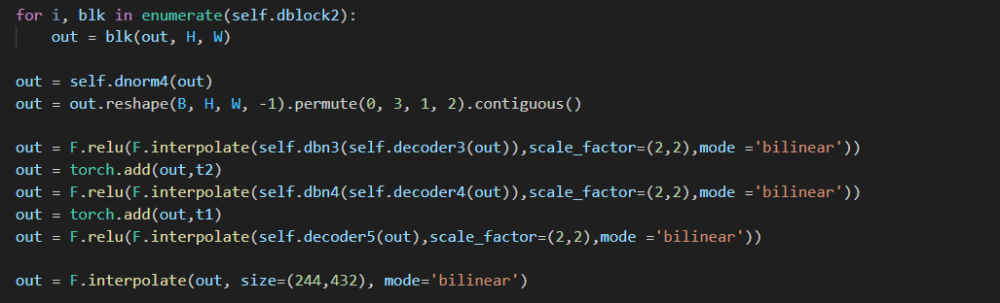 for i, blk in enumerate(self.dblock2):
    out = blk(out, H, W)
out = self.dnorm4(out)
out = out.reshape(B, H, W, -1).permute(0, 3, 1, 2).contiguous()
out = F.relu(F.interpolate(self.dbn3(self.decoder3(out)),scale_factor=(2,2),mode ='bilinear'))
out = torch.add(out,t2)
out = F.relu(F.interpolate(self.dbn4(self.decoder4(out)),scale_factor=(2,2),mode ='bilinear'))
out = torch.add(out,t1)
out = F.relu(F.interpolate(self.decoder5(out),scale_factor=(2,2),mode ='bilinear'))
out = F.interpolate(out, size=(244,432), mode='bilinear')